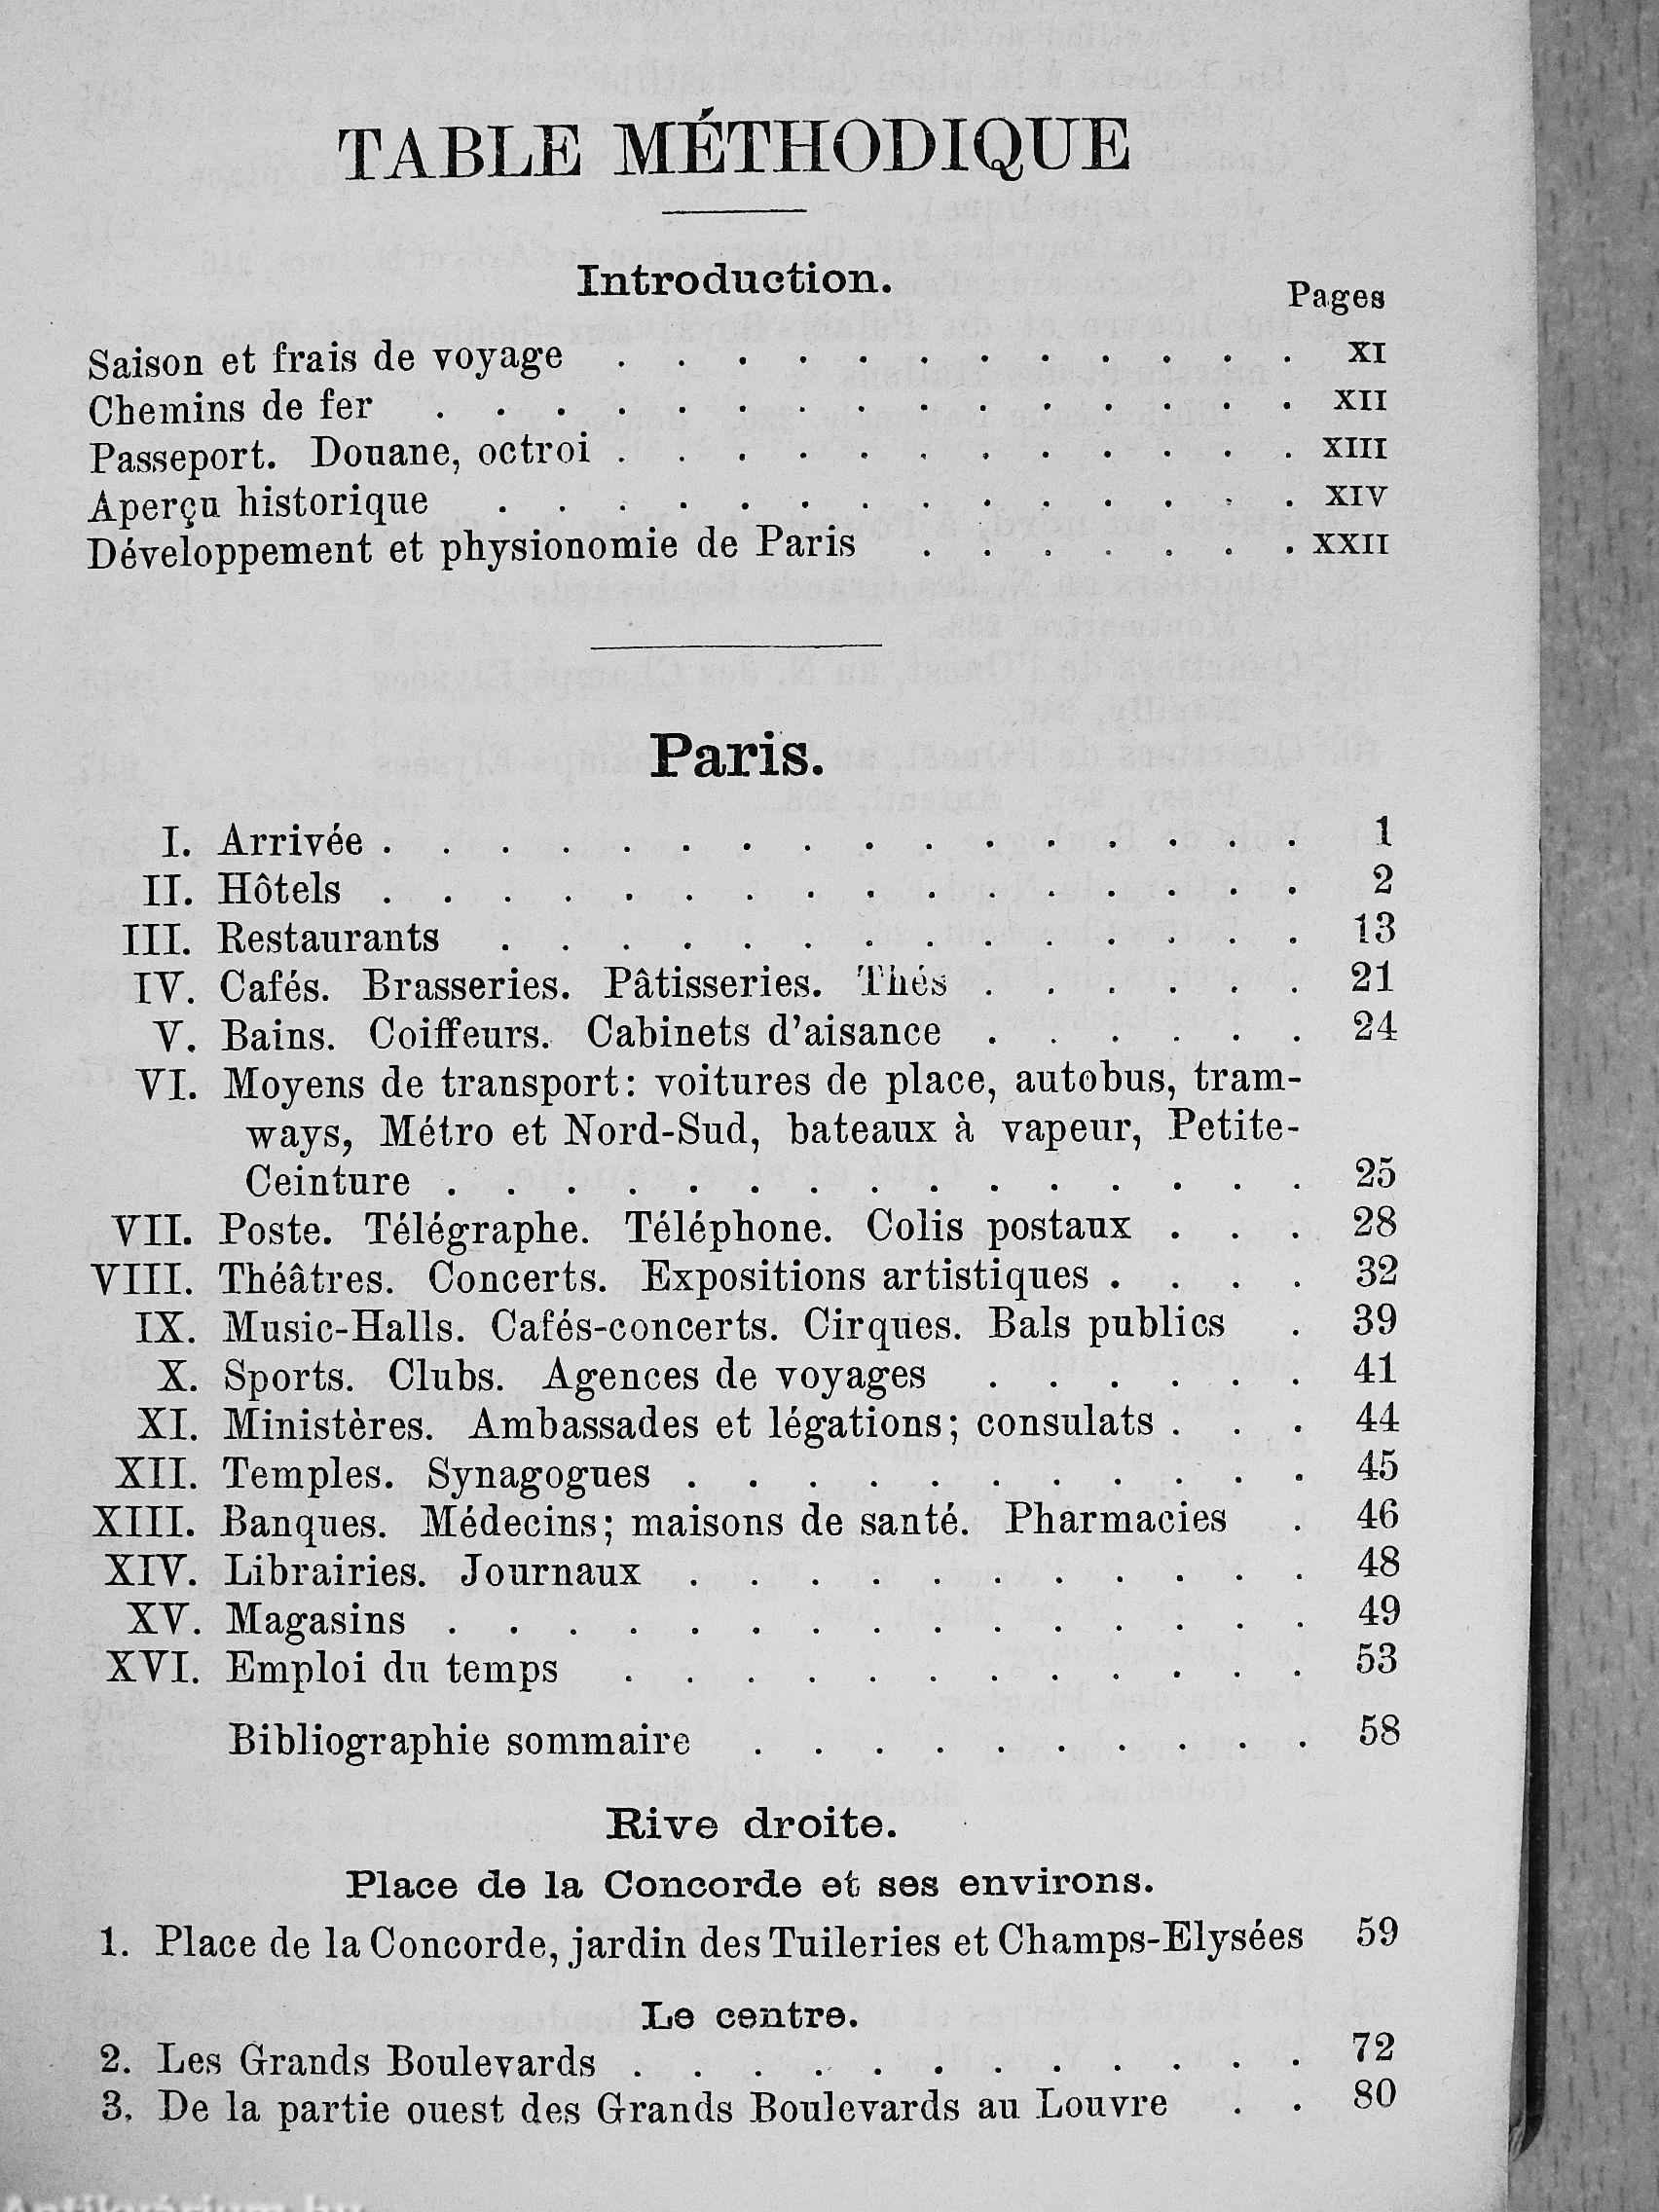 TABLE MÉTHODIQUE
Introduction.
Pages
Saison et frais de voyage . . . . . . . . . . . . XI
Chemins de fer . . . . . . . . . . . . . . . XII
Passeport. Douane, octroi . . . . . . . . . . . . XIII
Aperçu historique . . . . . . . . . . . . . . XIV
Développement et physionomie de Paris . . . . . . . XXII
Paris.
I. Arrivée . . . . . . . . . . . . . . . . 1
II. Hôtels . . . . . . . . . . . . . . . . 2
III. Restaurants . . . . . . . . . . . . . . 13
IV. Cafés. Brasseries. Pâtisseries. Thés . . . . . . 21
V. Bains. Coiffeurs. Cabinets d'aisance . . . . . . 24
VI. Moyens de transport: voitures de place, autobus, tram-
ways, Métro et Nord-Sud, bateaux à vapeur, Petite-
Ceinture . . . . . . . . . . . . . . . 25
VII. Poste. Télégraphe. Téléphone. Colis postaux . . . 28
VIII. Théâtres. Concerts. Expositions artistiques . . . . 32
IX. Music-Halls. Cafés-concerts. Cirques. Bals publics . 39
X. Sports. Clubs. Agences de voyages . . . . . . 41
XI. Ministères. Ambassades et légations; consulats . . . 44
XII. Temples. Synagogues . . . . . . . . . . . 45
XIII. Banques. Médecins; maisons de santé. Pharmacies . 46
XIV. Librairies. Journaux . . . . . . . . . . . 48
XV. Magasins . . . . . . . . . . . . . . . 49
XVI. Emploi du temps . . . . . . . . . . . . 53
Bibliographie sommaire . . . . . . . . . . 58
Rive droite.
Place de la Concorde et ses environs.
1. Place de la Concorde, jardin des Tuileries et Champs-Elysées 59
Le centre.
2. Les Grands Boulevards . . . . . . . . . . . . 72
3. De la partie ouest des Grands Boulevards au Louvre . . 80